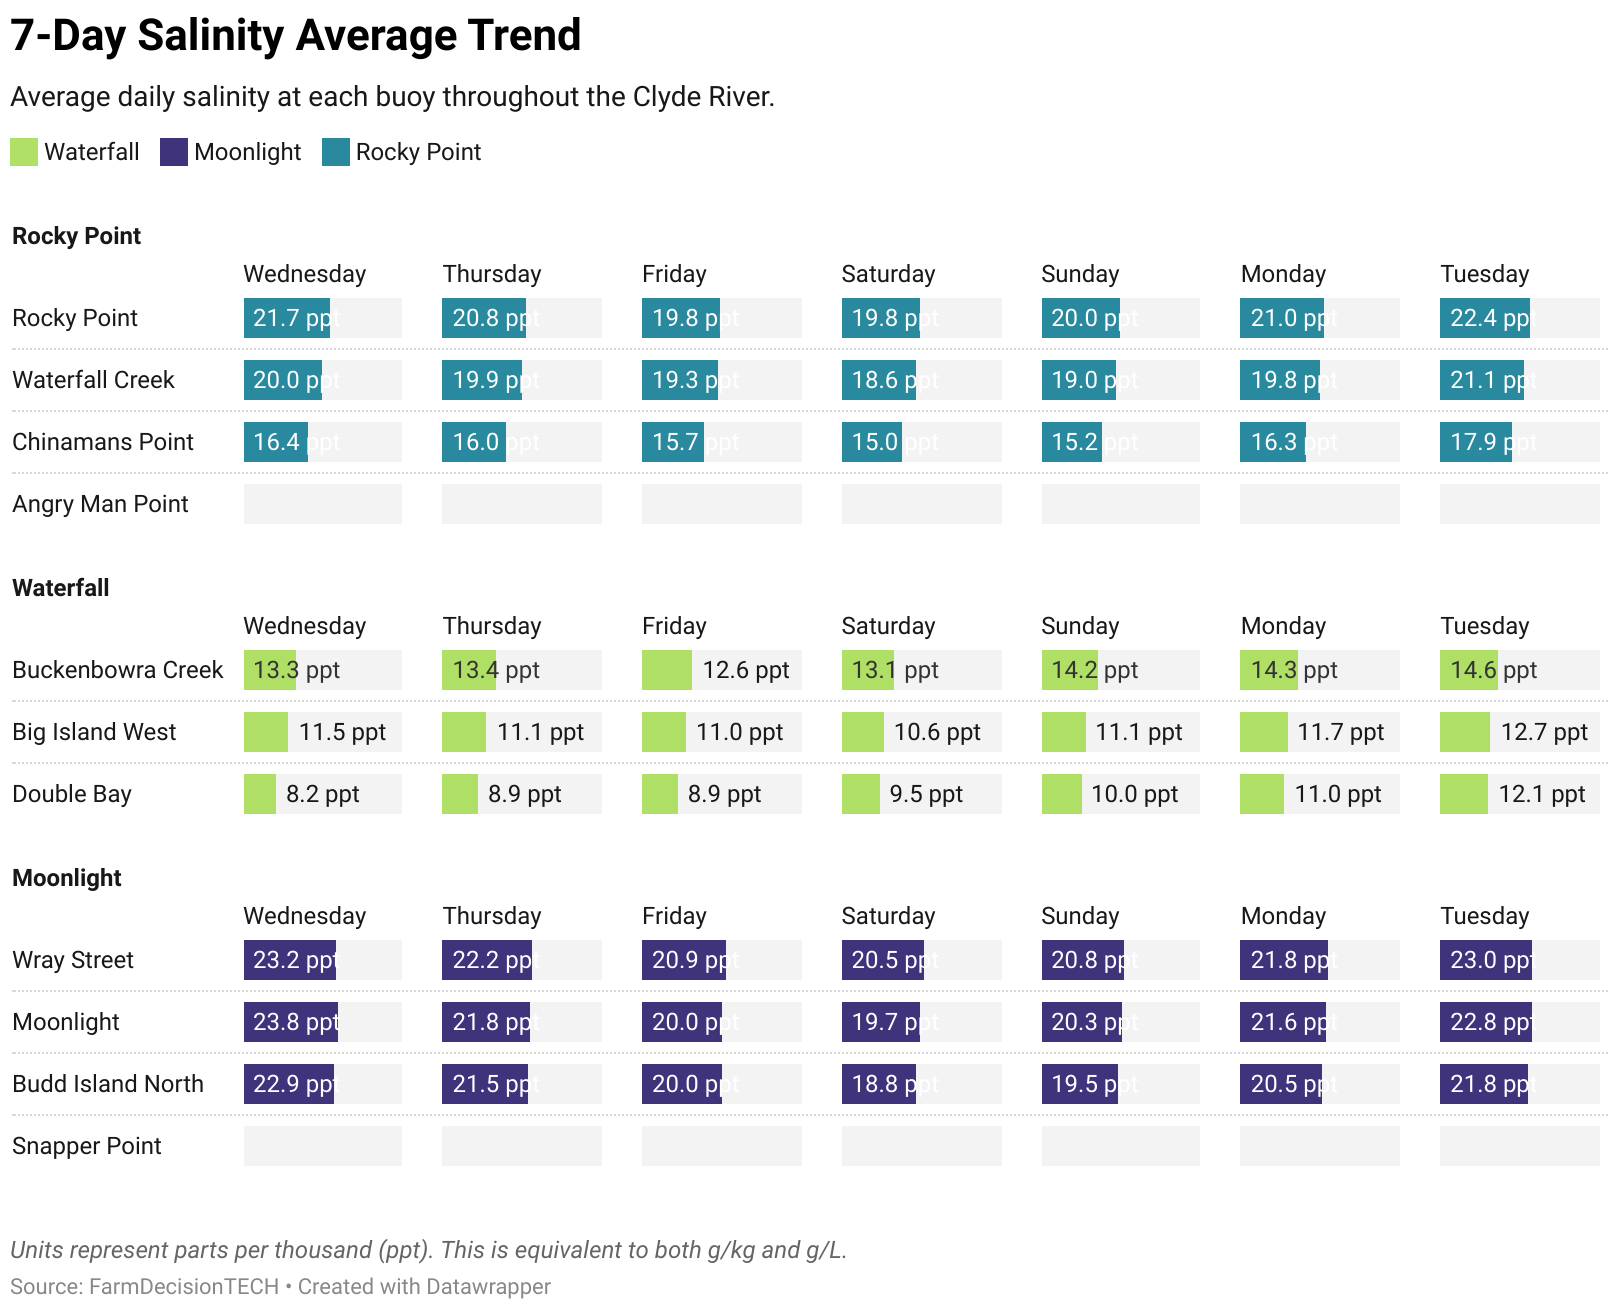 7-Day Salinity Average Trend
Average daily salinity at each buoy throughout the Clyde River.
Waterfall Moonlight Rocky Point
Rocky Point
Wednesday Thursday Friday Saturday Sunday Monday Tuesday
Rocky Point 21.7 ppt 20.8 ppt 19.8 ppt 19.8 ppt 20.0 ppt 21.0 ppt 22.4 ppt
Waterfall Creek 20.0 ppt 19.9 ppt 19.3 ppt 18.6 ppt 19.0 ppt 19.8 ppt 21.1 ppt
Chinamans Point 16.4 ppt 16.0 ppt 15.7 ppt 15.0 ppt 15.2 ppt 16.3 ppt 17.9 ppt
Angry Man Point
Waterfall
Wednesday Thursday Friday Saturday Sunday Monday Tuesday
Buckenbowra Creek 13.3 ppt 13.4 ppt 12.6 ppt 13.1 ppt 14.2 ppt 14.3 ppt 14.6 ppt
Big Island West 11.5 ppt 11.1 ppt 11.0 ppt 10.6 ppt 11.1 ppt 11.7 ppt 12.7 ppt
Double Bay 8.2 ppt 8.9 ppt 8.9 ppt 9.5 ppt 10.0 ppt 11.0 ppt 12.1 ppt
Moonlight
Wednesday Thursday Friday Saturday Sunday Monday Tuesday
Wray Street 23.2 ppt 22.2 ppt 20.9 ppt 20.5 ppt 20.8 ppt 21.8 ppt 23.0 ppt
Moonlight 23.8 ppt 21.8 ppt 20.0 ppt 19.7 ppt 20.3 ppt 21.6 ppt 22.8 ppt
Budd Island North 22.9 ppt 21.5 ppt 20.0 ppt 18.8 ppt 19.5 ppt 20.5 ppt 21.8 ppt
Snapper Point
Units represent parts per thousand (ppt). This is equivalent to both g/kg and g/L.
Source: FarmDecisionTECH • Created with Datawrapper